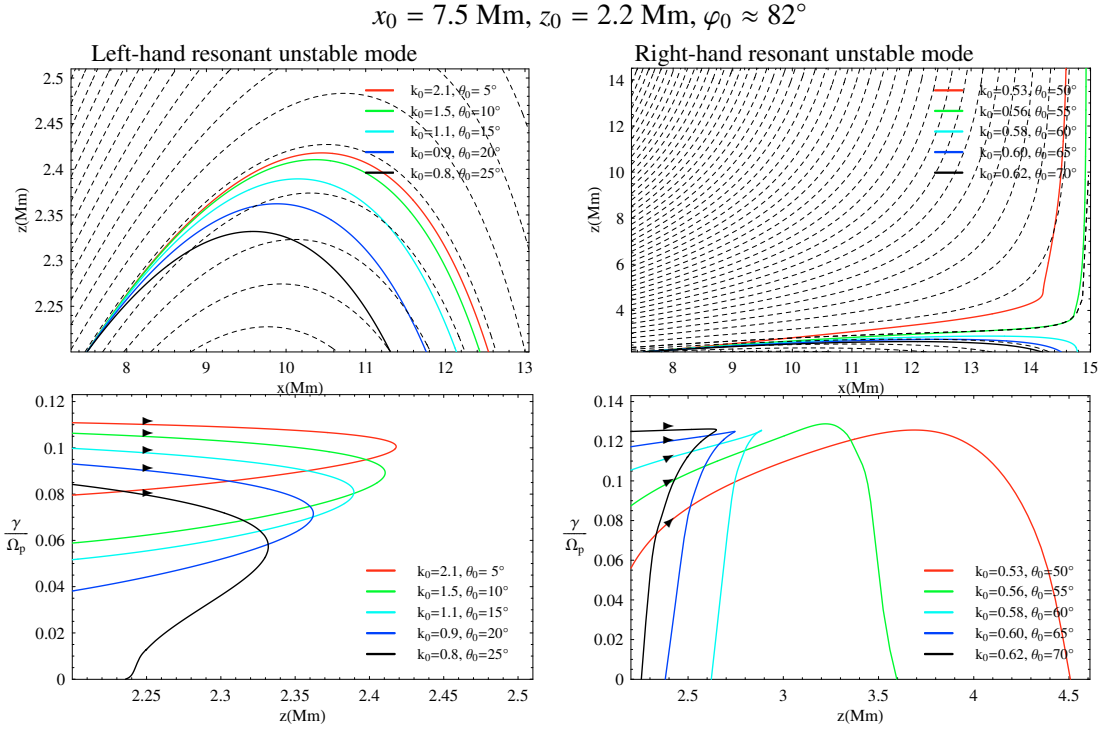 x₀ = 7.5 Mm, z₀ = 2.2 Mm, φ₀ ≈ 82°
Left-hand resonant unstable mode
2.5
2.45
2.4
2.35
2.3
2.25
z(Mm)
8
9
10
11
12
13
x(Mm)
k₀=2.1, θ₀= 5°
k₀=1.5, θ₀=10°
k₀=1.1, θ₀=15°
k₀=0.9, θ₀=20°
k₀=0.8, θ₀=25°
Right-hand resonant unstable mode
14
12
10
8
6
4
z(Mm)
8
9
10
11
12
13
14
15
x(Mm)
k₀=0.53, θ₀=50°
k₀=0.56, θ₀=55°
k₀=0.58, θ₀=60°
k₀=0.60, θ₀=65°
k₀=0.62, θ₀=70°
0.12
0.1
0.08
0.06
0.04
0.02
0
γ
Ωₚ
2.25
2.3
2.35
2.4
2.45
2.5
z(Mm)
k₀=2.1, θ₀= 5°
k₀=1.5, θ₀=10°
k₀=1.1, θ₀=15°
k₀=0.9, θ₀=20°
k₀=0.8, θ₀=25°
0.14
0.12
0.1
0.08
0.06
0.04
0.02
0
γ
Ωₚ
2.5
3
3.5
4
4.5
z(Mm)
k₀=0.53, θ₀=50°
k₀=0.56, θ₀=55°
k₀=0.58, θ₀=60°
k₀=0.60, θ₀=65°
k₀=0.62, θ₀=70°